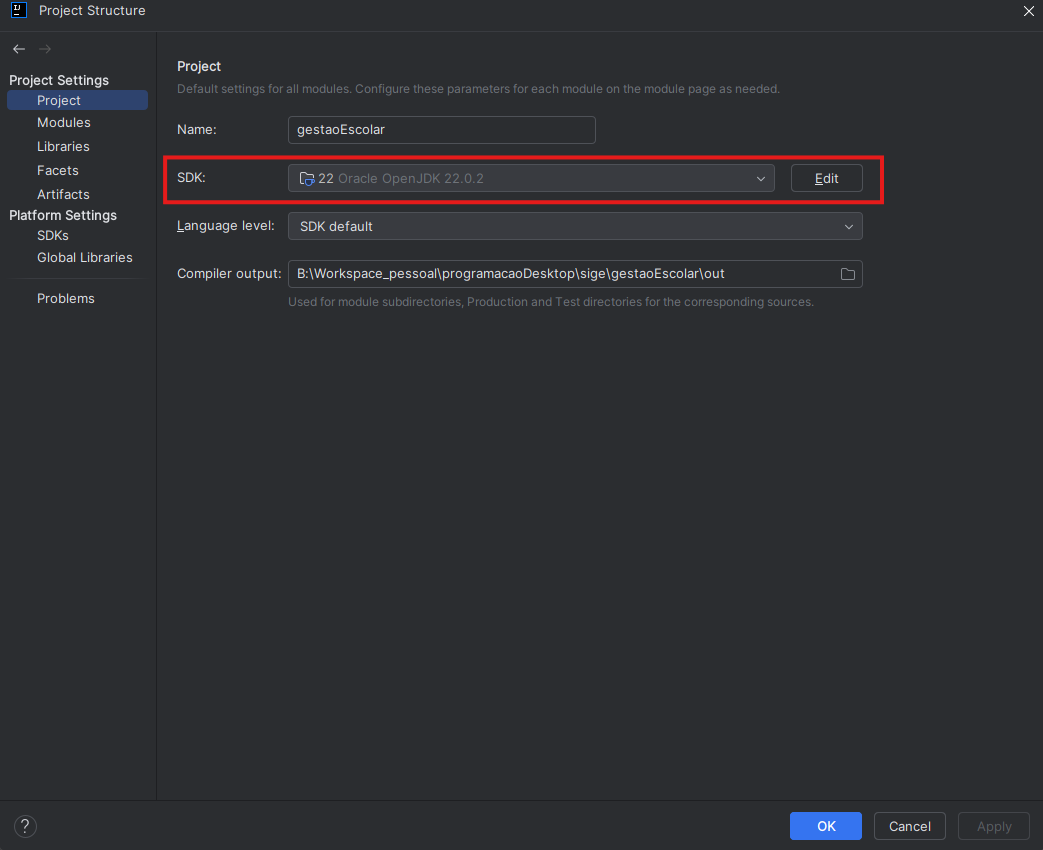 Project Structure
Project Settings
Project
Modules
Libraries
Facets
Artifacts
Platform Settings
SDKs
Global Libraries
Problems
Project
Default settings for all modules. Configure these parameters for each module on the module page as needed.
Name: gestaoEscolar
SDK: 22 Oracle OpenJDK 22.0.2 Edit
Language level: SDK default
Compiler output: B:\Workspace_pessoal\programacaoDesktop\sige\gestaoEscolar\out
Used for module subdirectories, Production and Test directories for the corresponding sources.
? OK Cancel Apply